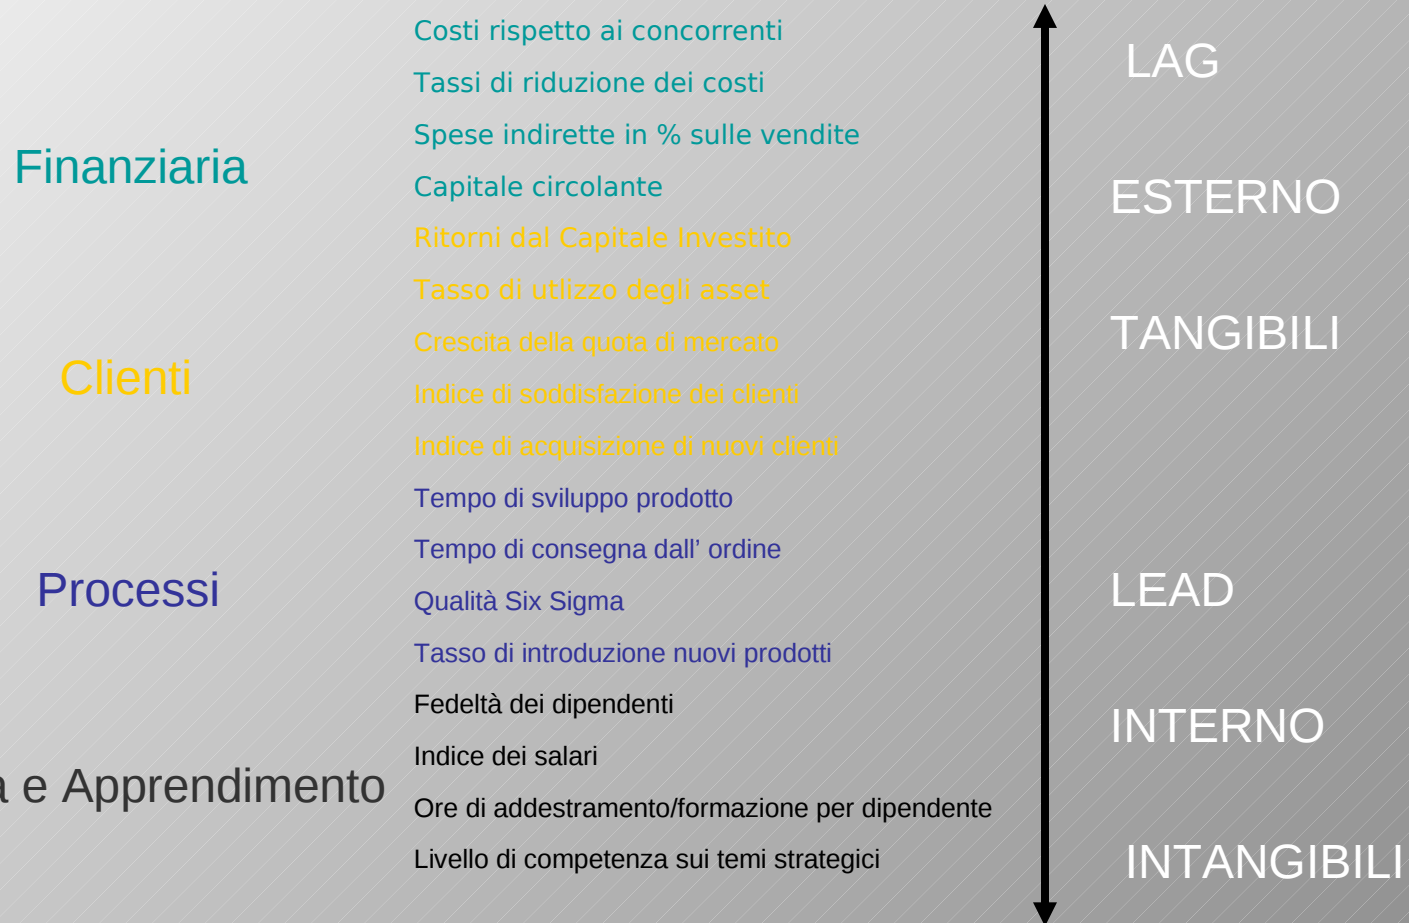 Finanziaria
Clienti
Processi
e Apprendimento
Costi rispetto ai concorrenti
Tassi di riduzione dei costi
Spese indirette in % sulle vendite
Capitale circolante
Ritorni dal Capitale Investito
Tasso di utlizzo degli asset
Crescita della quota di mercato
Indice di soddisfazione dei clienti
Indice di acquisizione di nuovi clienti
Tempo di sviluppo prodotto
Tempo di consegna dall’ ordine
Qualità Six Sigma
Tasso di introduzione nuovi prodotti
Fedeltà dei dipendenti
Indice dei salari
Ore di addestramento/formazione per dipendente
Livello di competenza sui temi strategici
LAG
ESTERNO
TANGIBILI
LEAD
INTERNO
INTANGIBILI